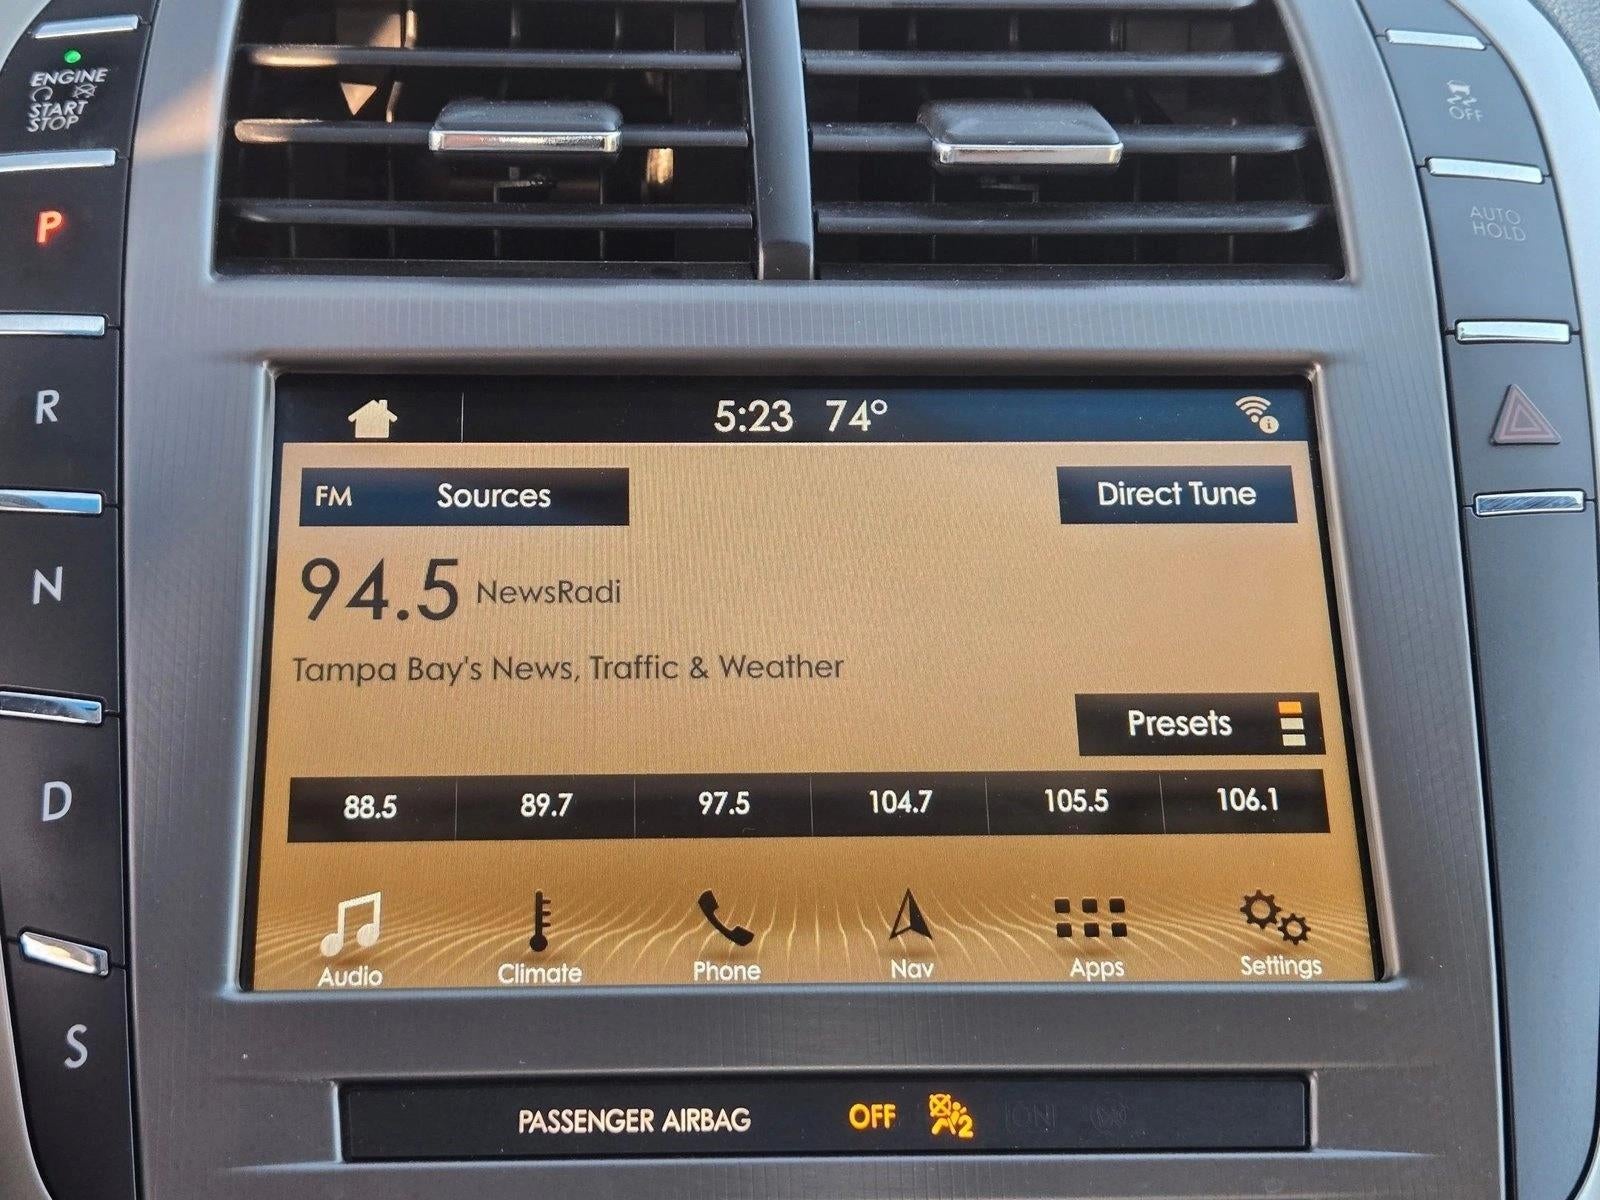 ENGINE
START
STOP
OFF
P
AUTO
HOLD
R
N
D
S
5:23 74°
FM Sources
Direct Tune
94.5 NewsRadi
Tampa Bay's News, Traffic & Weather
Presets
88.5 89.7 97.5 104.7 105.5 106.1
Audio Climate Phone Nav Apps Settings
PASSENGER AIRBAG OFF 2 ON